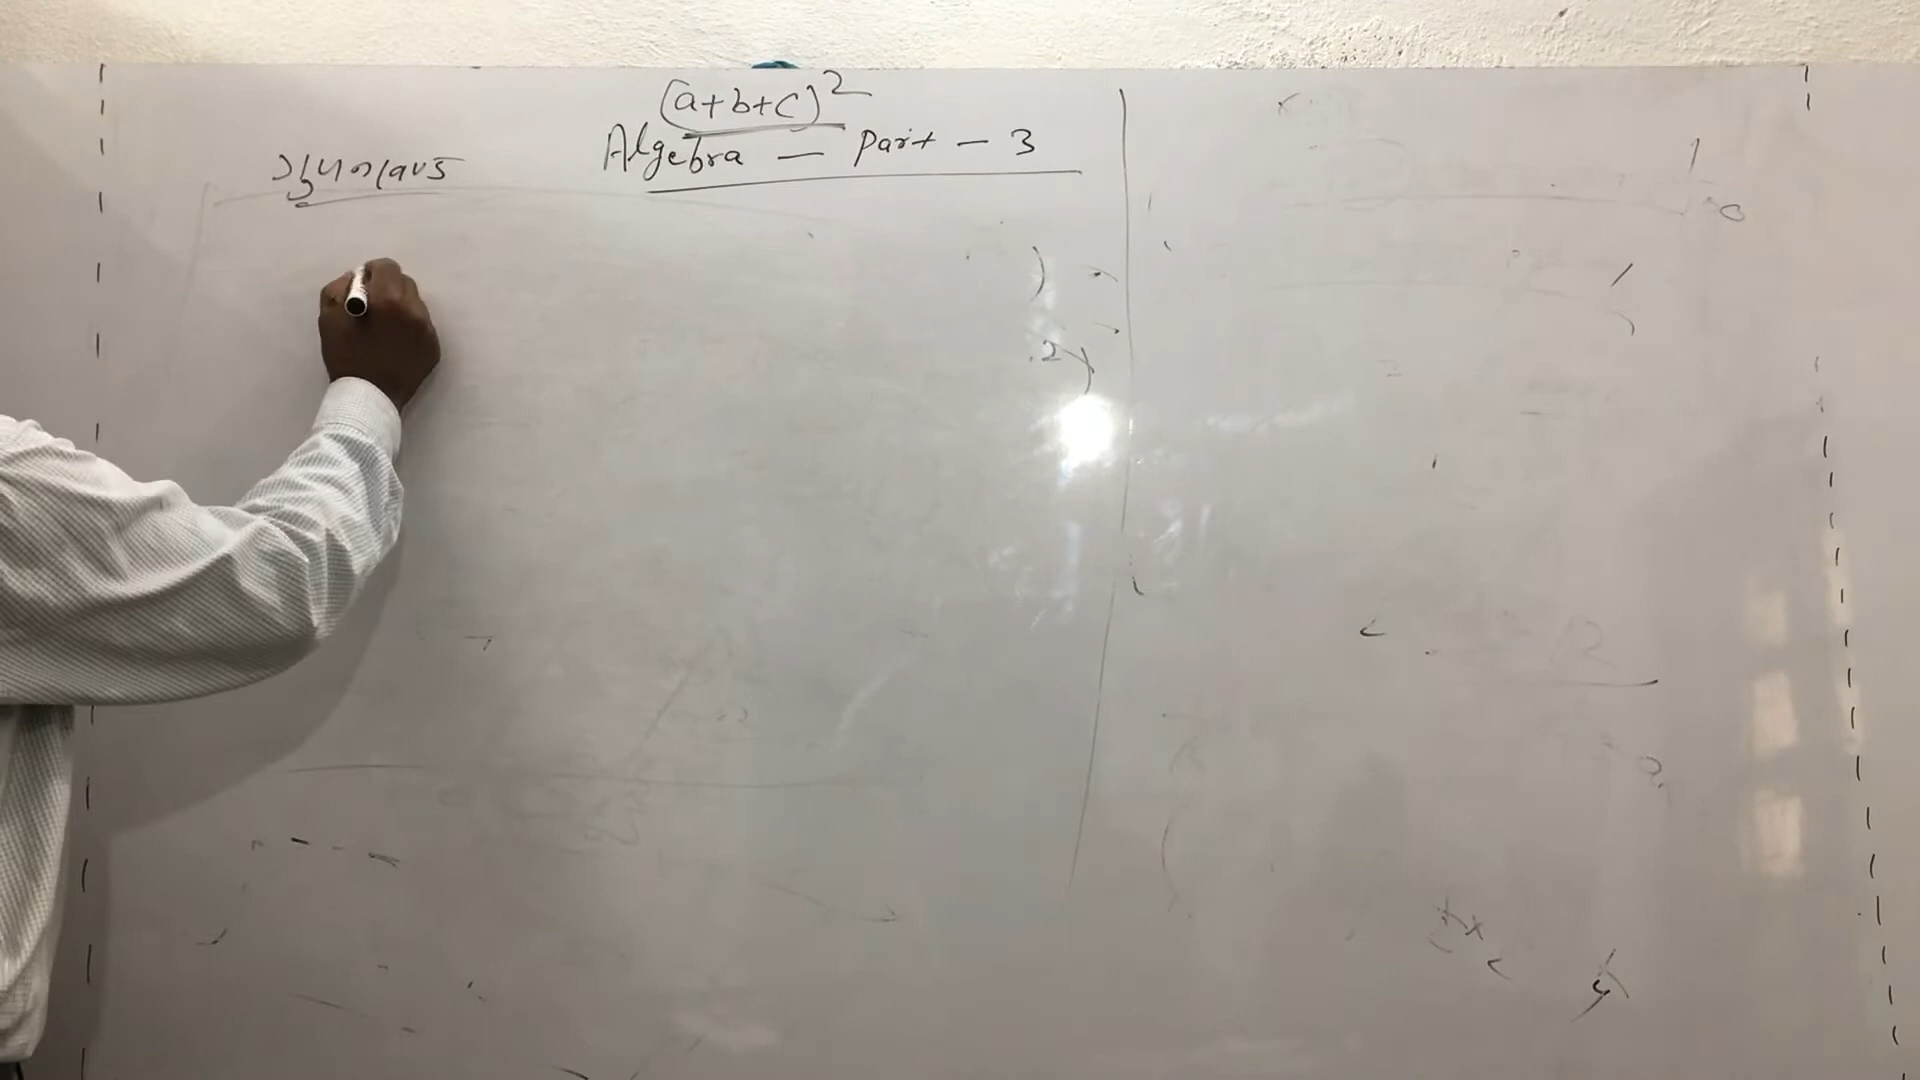 (a+b+c)²
Algebra — Part - 3